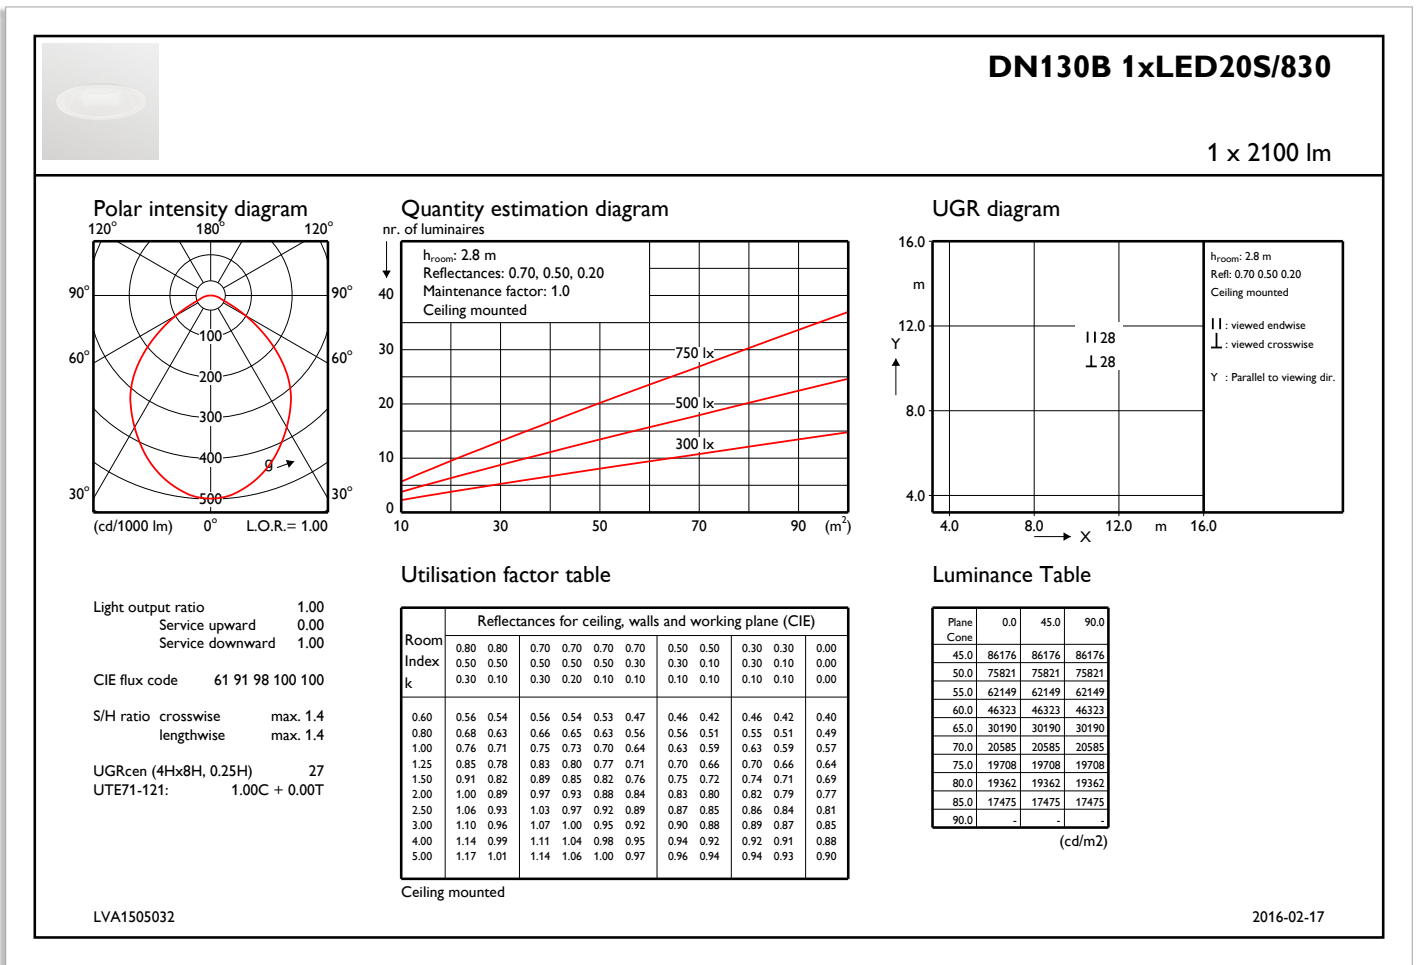 DN130B 1xLED20S/830
1 x 2100 lm
Polar intensity diagram
120° 180° 120°
90° 90°
60° 60°
30° 30°
100
200
300
400
500
g
(cd/1000 lm) 0° L.O.R.= 1.00
Quantity estimation diagram
nr. of luminaires
hroom: 2.8 m
Reflectances: 0.70, 0.50, 0.20
Maintenance factor: 1.0
Ceiling mounted
40
30
20
10
0
750 lx
500 lx
300 lx
10 30 50 70 90 (m²)
UGR diagram
16.0
m
12.0
Y
8.0
4.0
II 28
⊥ 28
4.0 8.0 12.0 m 16.0
X
hroom: 2.8 m
Refl: 0.70 0.50 0.20
Ceiling mounted
II : viewed endwise
⊥ : viewed crosswise
Y : Parallel to viewing dir.
Light output ratio 1.00
Service upward 0.00
Service downward 1.00
CIE flux code 61 91 98 100 100
S/H ratio crosswise max. 1.4
lengthwise max. 1.4
UGRcen (4Hx8H, 0.25H) 27
UTE71-121: 1.00C + 0.00T
Utilisation factor table
Reflectances for ceiling, walls and working plane (CIE)
Room
Index
k
0.80 0.80 0.70 0.70 0.70 0.70 0.50 0.50 0.30 0.30 0.00
0.50 0.50 0.50 0.50 0.50 0.30 0.30 0.10 0.30 0.10 0.00
0.30 0.10 0.30 0.20 0.10 0.10 0.10 0.10 0.10 0.10 0.00
0.60 0.56 0.54 0.56 0.54 0.53 0.47 0.46 0.42 0.46 0.42 0.40
0.80 0.68 0.63 0.66 0.65 0.63 0.56 0.56 0.51 0.55 0.51 0.49
1.00 0.76 0.71 0.75 0.73 0.70 0.64 0.63 0.59 0.63 0.59 0.57
1.25 0.85 0.78 0.83 0.80 0.77 0.71 0.70 0.66 0.70 0.66 0.64
1.50 0.91 0.82 0.89 0.85 0.82 0.76 0.75 0.72 0.74 0.71 0.69
2.00 1.00 0.89 0.97 0.93 0.88 0.84 0.83 0.80 0.82 0.79 0.77
2.50 1.06 0.93 1.03 0.97 0.92 0.89 0.87 0.85 0.86 0.84 0.81
3.00 1.10 0.96 1.07 1.00 0.95 0.92 0.90 0.88 0.89 0.87 0.85
4.00 1.14 0.99 1.11 1.04 0.98 0.95 0.94 0.92 0.92 0.91 0.88
5.00 1.17 1.01 1.14 1.06 1.00 0.97 0.96 0.94 0.94 0.93 0.90
Ceiling mounted
Luminance Table
Plane 0.0 45.0 90.0
Cone
45.0 86176 86176 86176
50.0 75821 75821 75821
55.0 62149 62149 62149
60.0 46323 46323 46323
65.0 30190 30190 30190
70.0 20585 20585 20585
75.0 19708 19708 19708
80.0 19362 19362 19362
85.0 17475 17475 17475
90.0 - - -
(cd/m2)
LVA1505032
2016-02-17